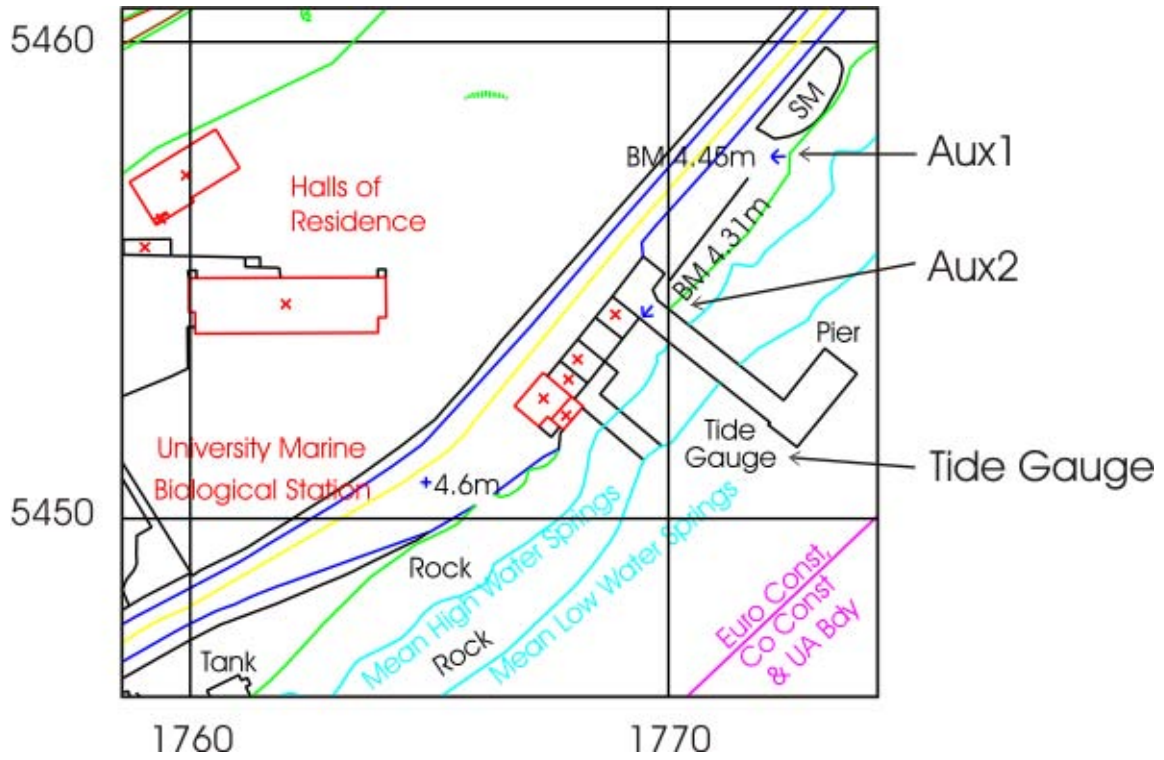 5460
SM
BM 4.45m
Aux1
Halls of
Residence
BM 4.31m
Aux2
Pier
Tide
Gauge
Tide Gauge
University Marine
Biological Station
4.6m
5450
Rock
Mean High Water Springs
Rock
Mean Low Water Springs
Euro Const,
Co Const
& UA Bdy
Tank
1760
1770